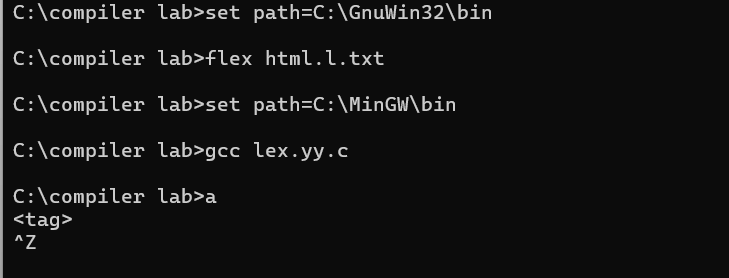 C:\compiler lab>set path=C:\GnuWin32\bin
C:\compiler lab>flex html.l.txt
C:\compiler lab>set path=C:\MinGW\bin
C:\compiler lab>gcc lex.yy.c
C:\compiler lab>a
<tag>
^Z